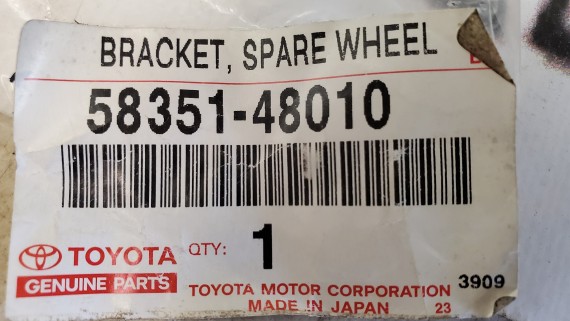 BRACKET, SPARE WHEEL
58351-48010
TOYOTA QTY: 1
GENUINE PARTS
TOYOTA MOTOR CORPORATION 3909
MADE IN JAPAN 23